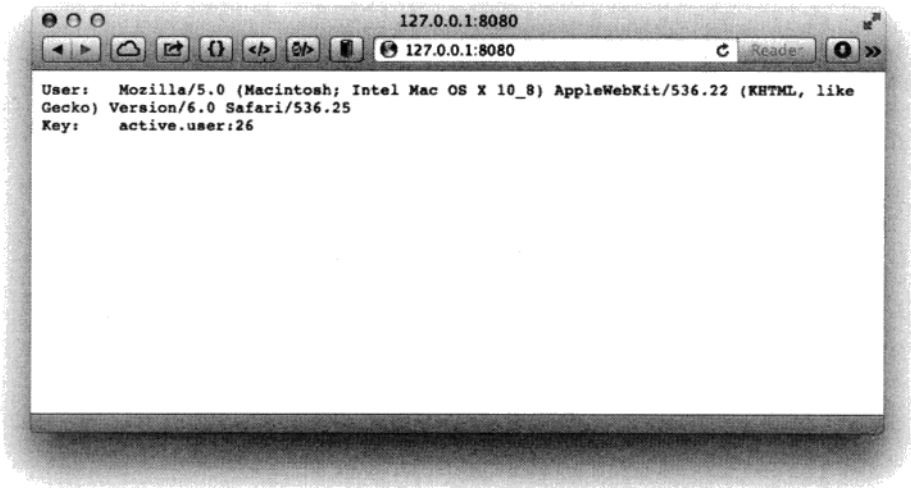 127.0.0.1:8080
127.0.0.1:8080 Reader
User: Mozilla/5.0 (Macintosh; Intel Mac OS X 10_8) AppleWebKit/536.22 (KHTML, like
Gecko) Version/6.0 Safari/536.25
Key: active.user:26